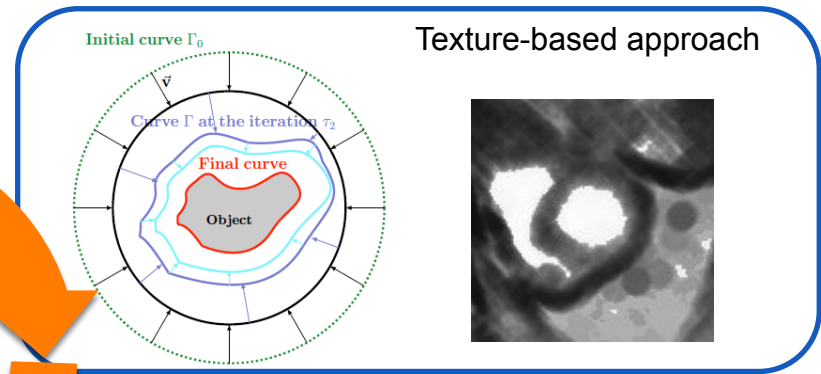 Initial curve Γ₀
Texture-based approach
v⃗
Curve Γ at the iteration τ₂
Final curve
Object